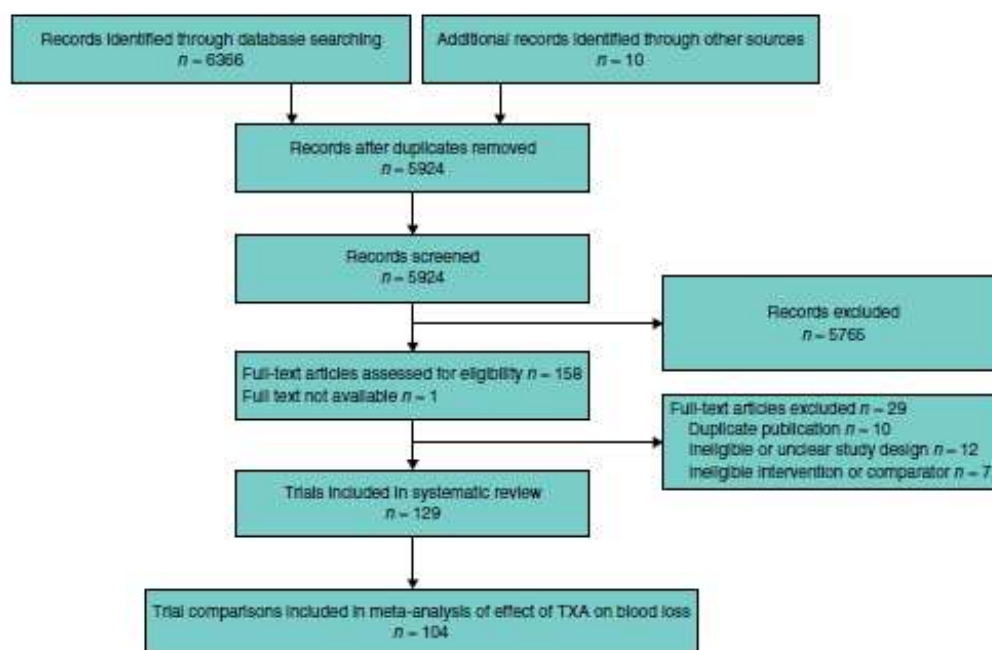 Records identified through database searching
n – 6366
Additional records identified through other sources
n – 10
Records after duplicates removed
n – 5924
Records screened
n – 5924
Records excluded
n – 5765
Full-text articles assessed for eligibility n – 158
Full text not available n – 1
Full-text articles excluded n – 29
Duplicate publication n – 10
Ineligible or unclear study design n – 12
Ineligible intervention or comparator n – 7
Trials included in systematic review
n – 129
Trial comparisons included in meta-analysis of effect of TXA on blood loss
n – 104